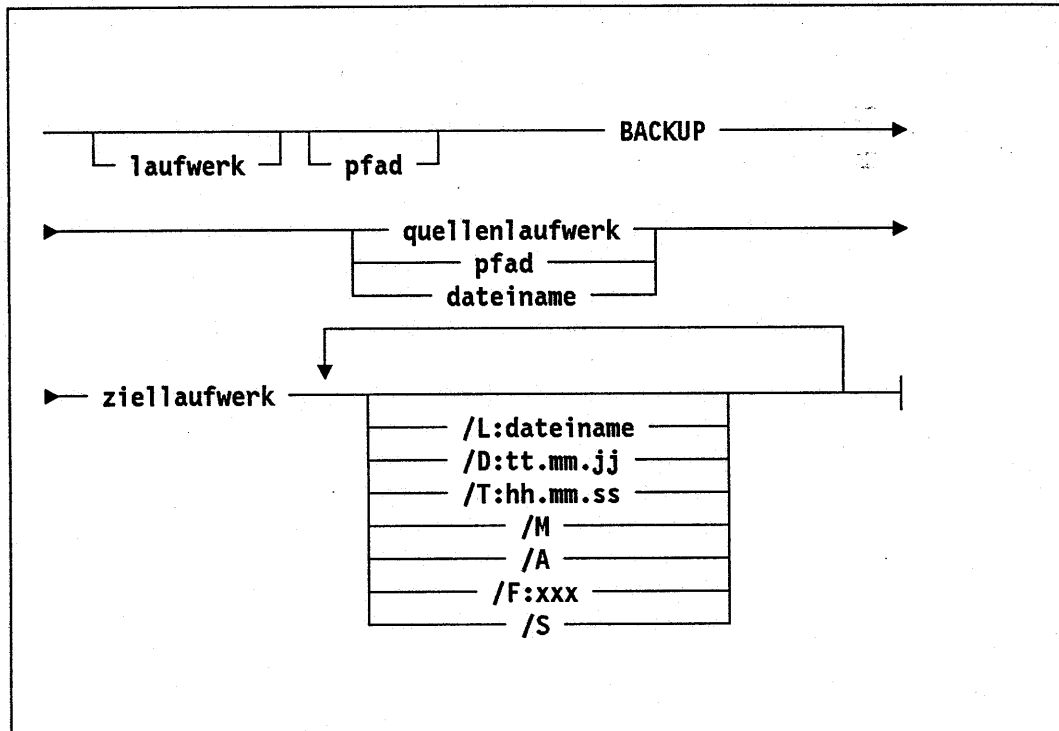 BACKUP
laufwerk pfad
quellenlaufwerk
pfad
dateiname
ziellaufwerk
/L:dateiname
/D:tt.mm.jj
/T:hh.mm.ss
/M
/A
/F:xxx
/S